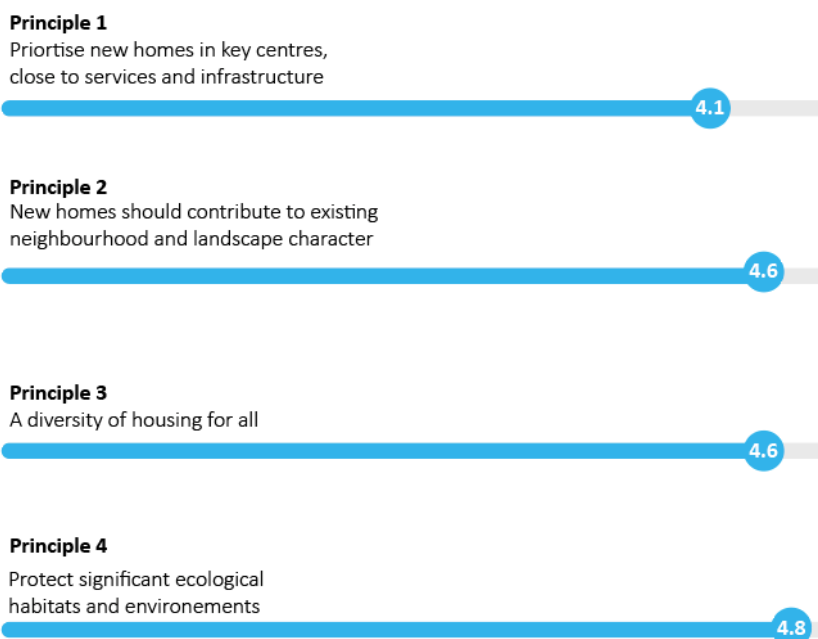 Principle 1
Priortise new homes in key centres,
close to services and infrastructure
4.1
Principle 2
New homes should contribute to existing
neighbourhood and landscape character
4.6
Principle 3
A diversity of housing for all
4.6
Principle 4
Protect significant ecological
habitats and environements
4.8